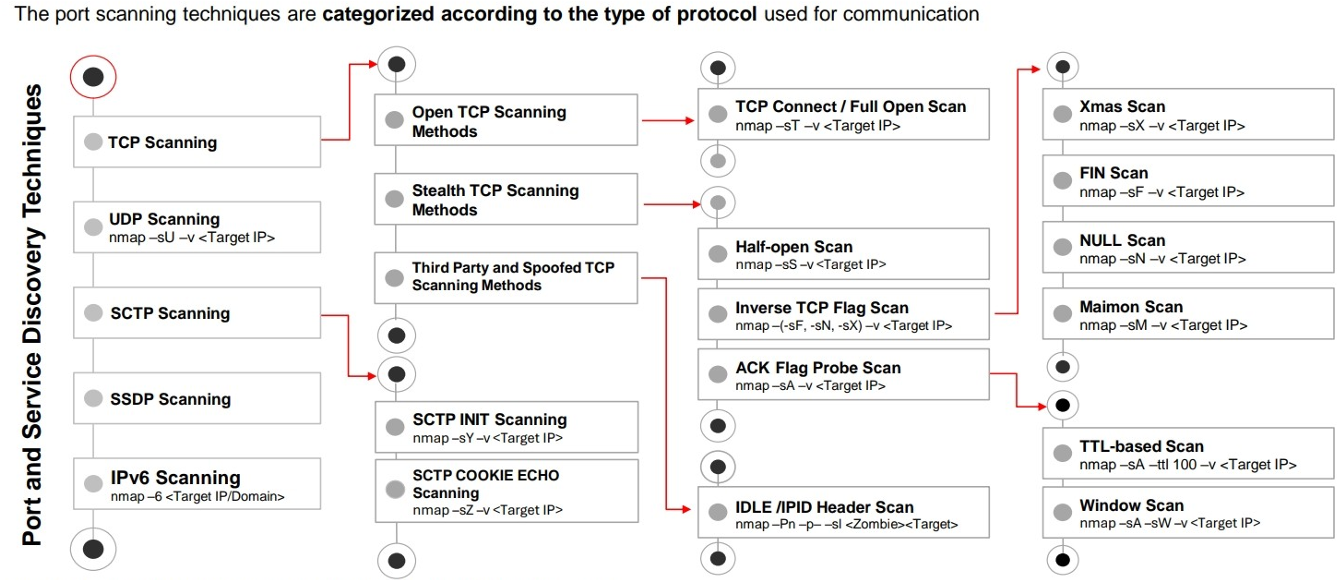 The port scanning techniques are categorized according to the type of protocol used for communication
Port and Service Discovery Techniques
TCP Scanning
UDP Scanning
nmap –sU –v <Target IP>
SCTP Scanning
SSDP Scanning
IPv6 Scanning
nmap –6 <Target IP/Domain>
Open TCP Scanning
Methods
Stealth TCP Scanning
Methods
Third Party and Spoofed TCP
Scanning Methods
SCTP INIT Scanning
nmap –sY –v <Target IP>
SCTP COOKIE ECHO
Scanning
nmap –sZ –v <Target IP>
TCP Connect / Full Open Scan
nmap –sT –v <Target IP>
Half-open Scan
nmap –sS –v <Target IP>
Inverse TCP Flag Scan
nmap –(-sF, -sN, -sX) –v <Target IP>
ACK Flag Probe Scan
nmap –sA –v <Target IP>
IDLE /IPID Header Scan
nmap –Pn –p– –sI <Zombie><Target>
Xmas Scan
nmap –sX –v <Target IP>
FIN Scan
nmap –sF –v <Target IP>
NULL Scan
nmap –sN –v <Target IP>
Maimon Scan
nmap –sM –v <Target IP>
TTL-based Scan
nmap –sA –ttl 100 –v <Target IP>
Window Scan
nmap –sA –sW –v <Target IP>